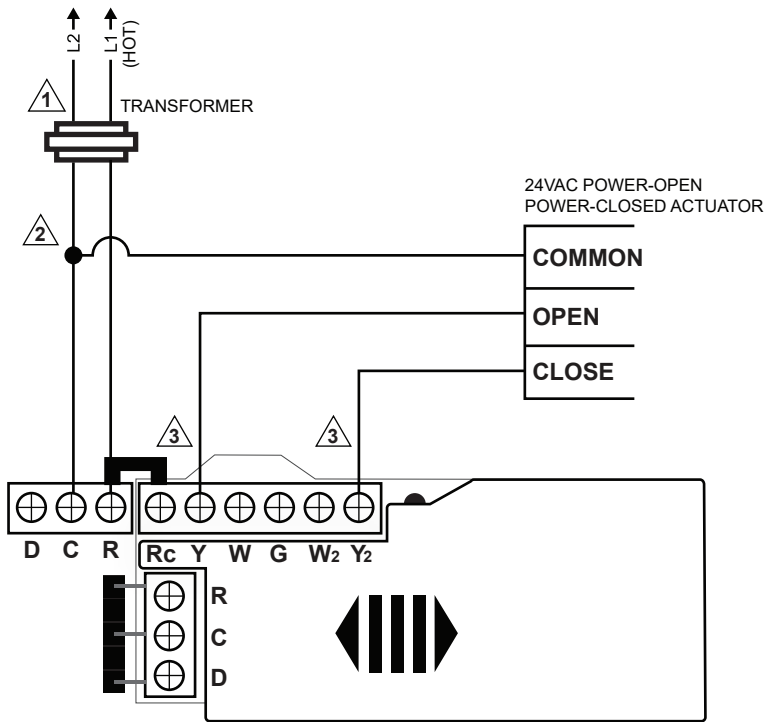 L2
L1
(HOT)
1
TRANSFORMER
24VAC POWER-OPEN
POWER-CLOSED ACTUATOR
2
COMMON
OPEN
CLOSE
3
3
D C R Rc Y W G W2 Y2
R
C
D